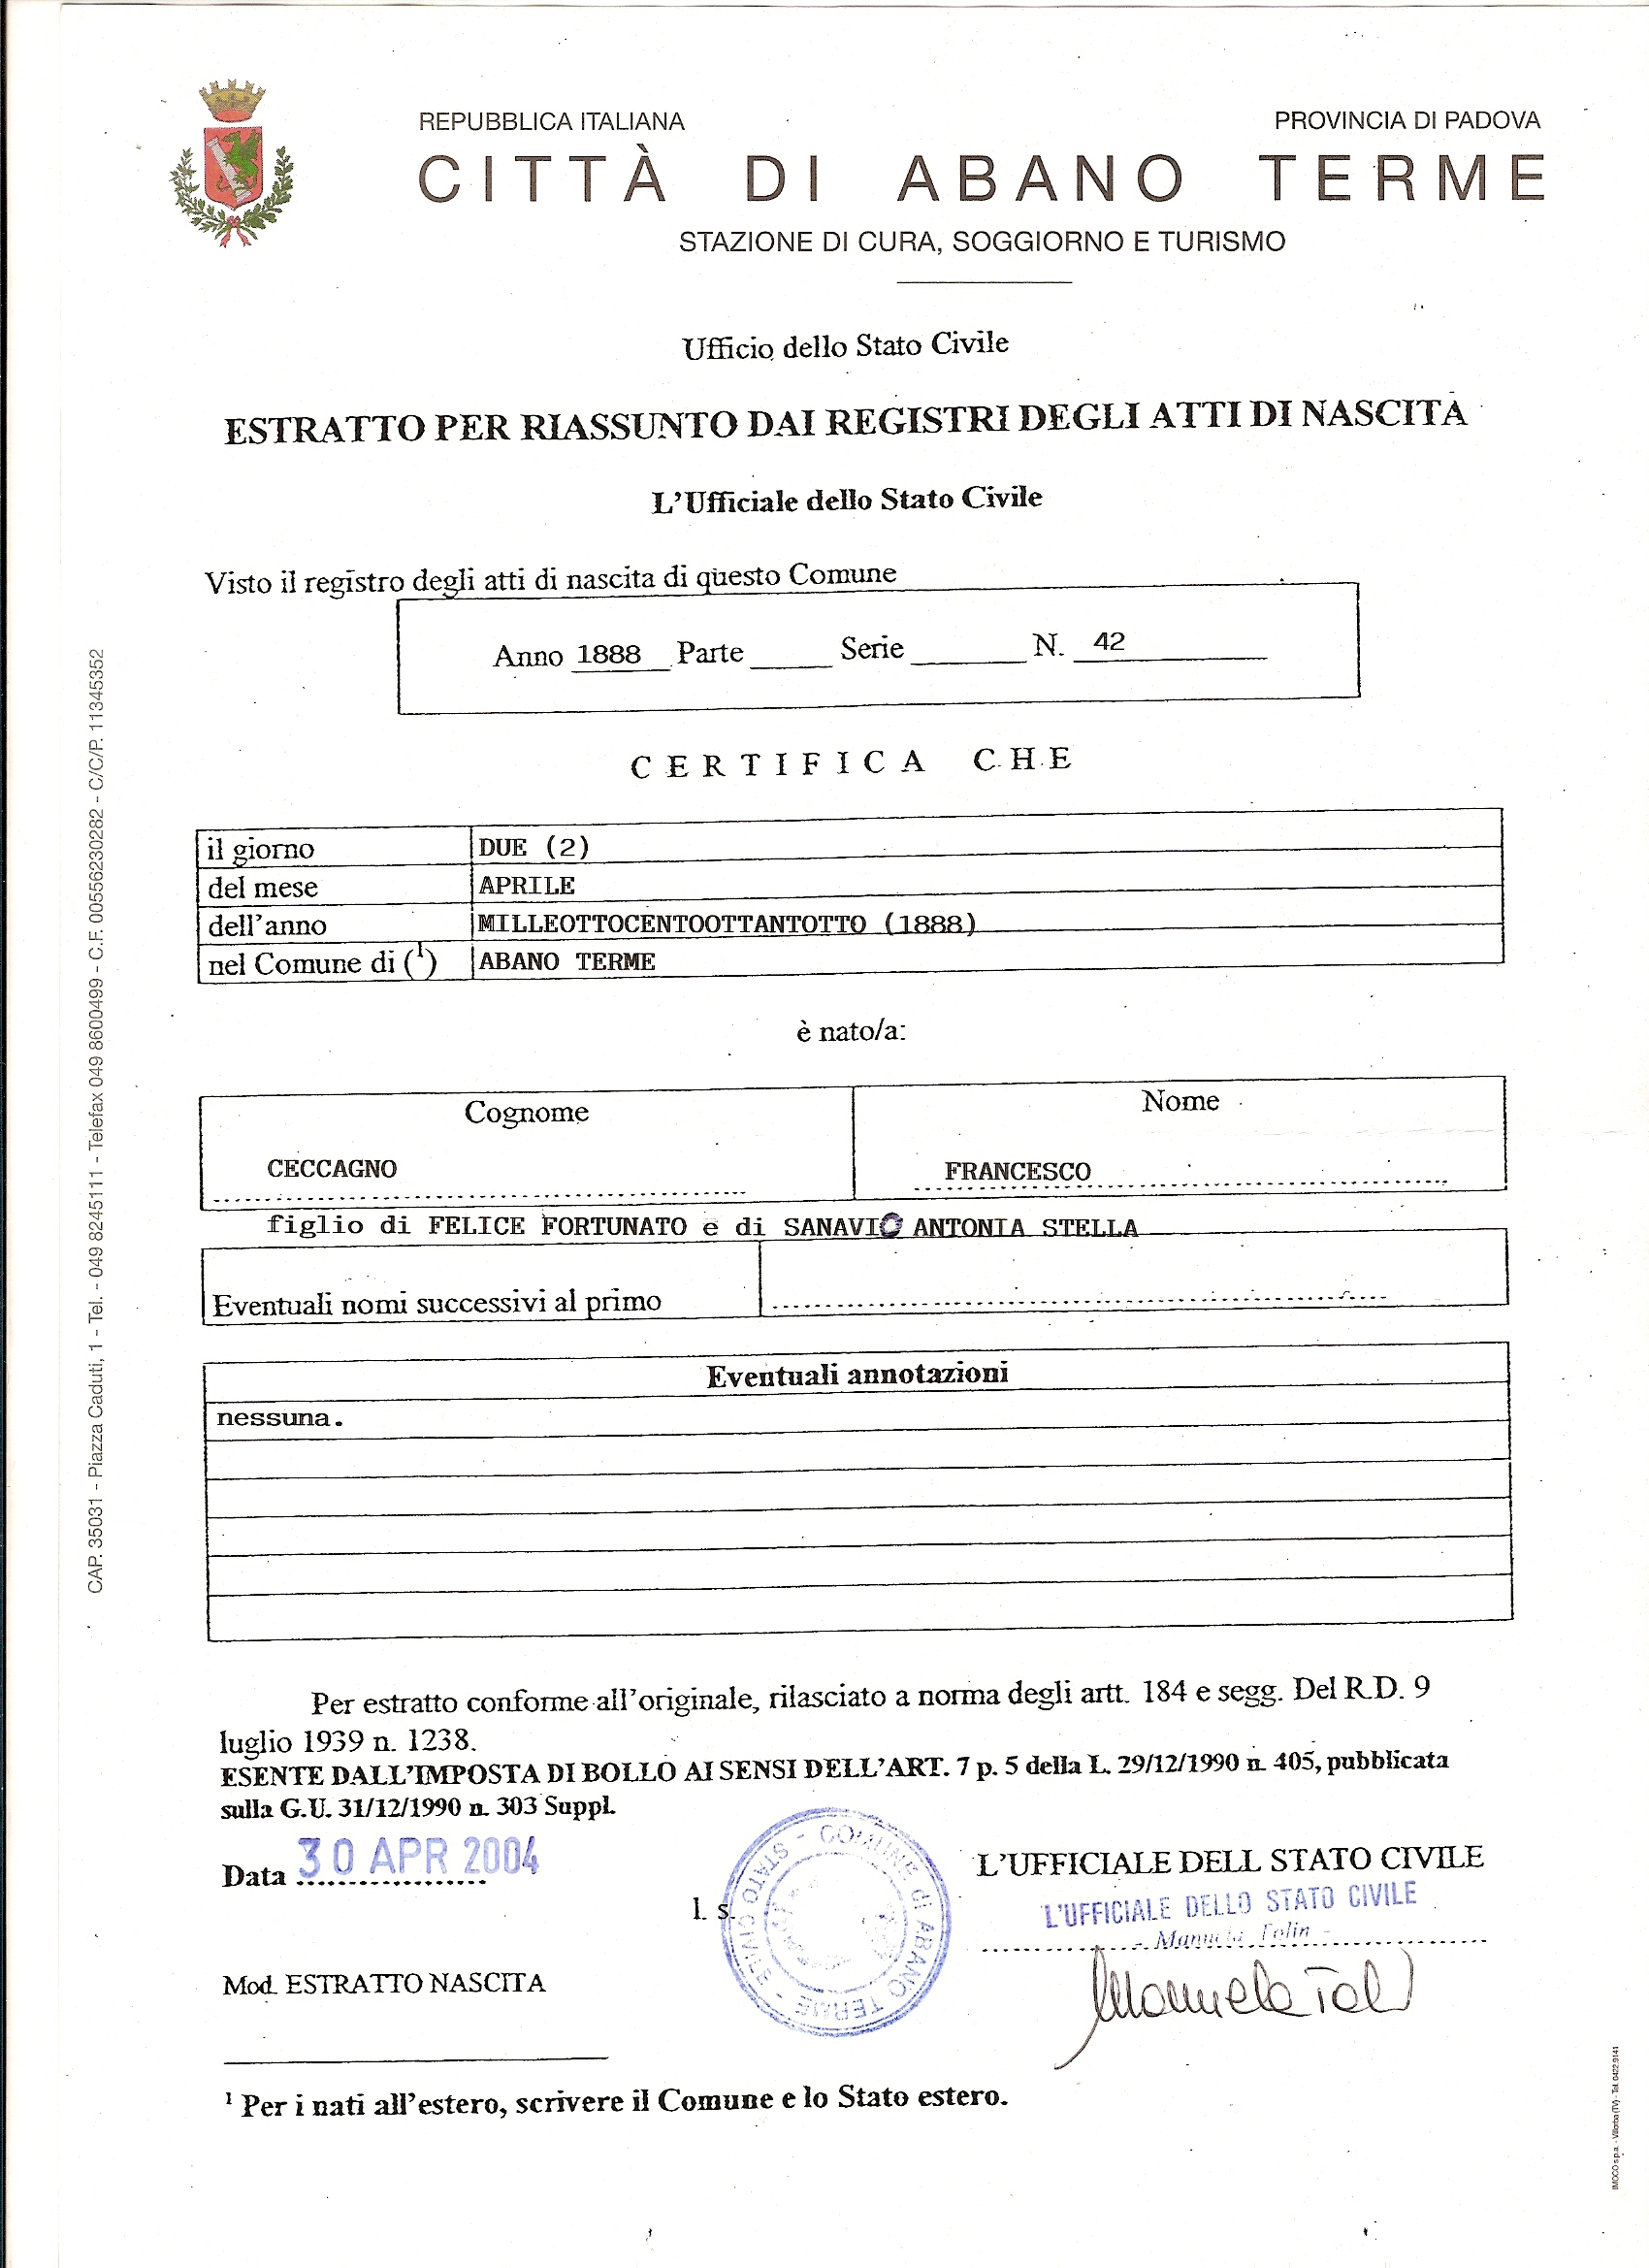 REPUBBLICA ITALIANA
PROVINCIA DI PADOVA
CITTÀ DI ABANO TERME
STAZIONE DI CURA, SOGGIORNO E TURISMO
Ufficio dello Stato Civile
ESTRATTO PER RIASSUNTO DAI REGISTRI DEGLI ATTI DI NASCITA
L'Ufficiale dello Stato Civile
Visto il registro degli atti di nascita di questo Comune
Anno 1888 Parte _____ Serie _____ N. 42
CERTIFICA CHE
il giorno DUE (2)
del mese APRILE
dell'anno MILLEOTTOCENTOOTTANTOTTO (1888)
nel Comune di (1) ABANO TERME
è nato/a:
Cognome Nome
CECCAGNO FRANCESCO
figlio di FELICE FORTUNATO e di SANAVIO ANTONIA STELLA
Eventuali nomi successivi al primo
Eventuali annotazioni
nessuna.
Per estratto conforme all'originale, rilasciato a norma degli artt. 184 e segg. Del R.D. 9
luglio 1939 n. 1238.
ESENTE DALL'IMPOSTA DI BOLLO AI SENSI DELL'ART. 7 p. 5 della L. 29/12/1990 n. 405, pubblicata
sulla G.U. 31/12/1990 n. 303 Suppl.
Data 30 APR 2004
L'UFFICIALE DELL STATO CIVILE
l. s.
COMUNE di ABANO TERME - STATO CIVILE -
L'UFFICIALE DELLO STATO CIVILE
- Manuela Tolin -
Manuela Tol
Mod. ESTRATTO NASCITA
1 Per i nati all'estero, scrivere il Comune e lo Stato estero.
CAP. 35031 - Piazza Caduti, 1 - Tel. - 049 8245111 - Telefax 049 8600499 - C.F. 00556230282 - C/C/P. 11345352
IMOCO s.p.a. - Villorba (TV) - Tel. 0422.9141